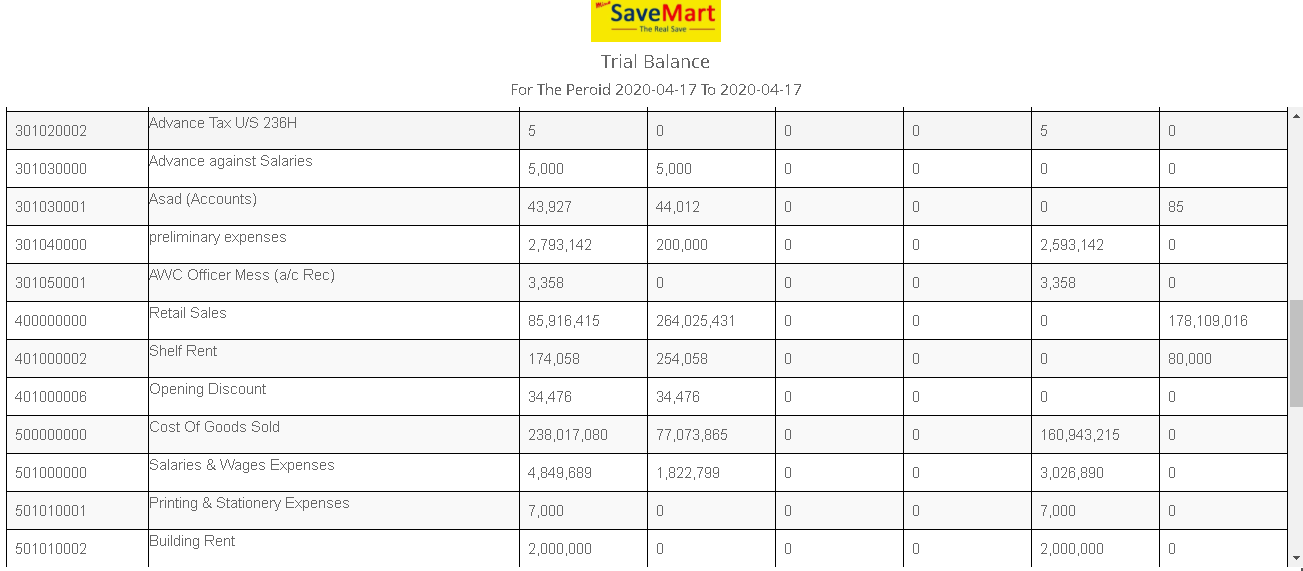 Mini SaveMart
The Real Save
Trial Balance
For The Peroid 2020-04-17 To 2020-04-17
301020002 Advance Tax U/S 236H 5 0 0 0 5 0
301030000 Advance against Salaries 5,000 5,000 0 0 0 0
301030001 Asad (Accounts) 43,927 44,012 0 0 0 85
301040000 preliminary expenses 2,793,142 200,000 0 0 2,593,142 0
301050001 AWC Officer Mess (a/c Rec) 3,358 0 0 0 3,358 0
400000000 Retail Sales 85,916,415 264,025,431 0 0 0 178,109,016
401000002 Shelf Rent 174,058 254,058 0 0 0 80,000
401000006 Opening Discount 34,476 34,476 0 0 0 0
500000000 Cost Of Goods Sold 238,017,080 77,073,865 0 0 160,943,215 0
501000000 Salaries & Wages Expenses 4,849,689 1,822,799 0 0 3,026,890 0
501010001 Printing & Stationery Expenses 7,000 0 0 0 7,000 0
501010002 Building Rent 2,000,000 0 0 0 2,000,000 0